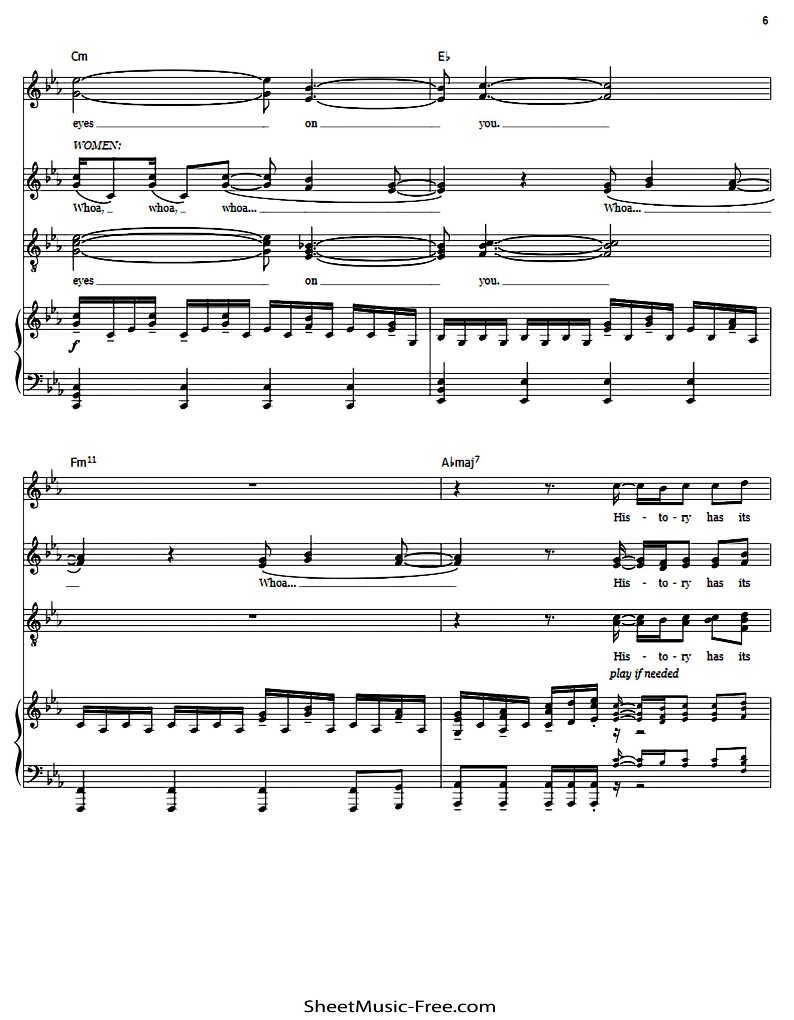 6
Cm E♭
eyes on you.
WOMEN:
Whoa, whoa, whoa... Whoa...
eyes on you.
f
Fm11 A♭maj7
His - to - ry has its
Whoa... His - to - ry has its
His - to - ry has its
play if needed
SheetMusic-Free.com